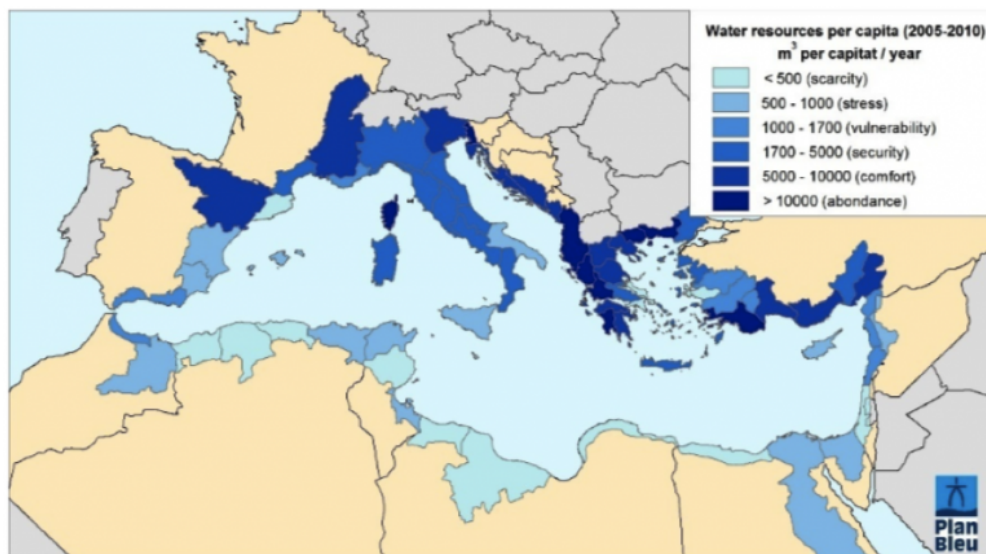 Water resources per capita (2005-2010)
m³ per capitat / year
< 500 (scarcity)
500 - 1000 (stress)
1000 - 1700 (vulnerability)
1700 - 5000 (security)
5000 - 10000 (comfort)
> 10000 (abondance)
Plan
Bleu